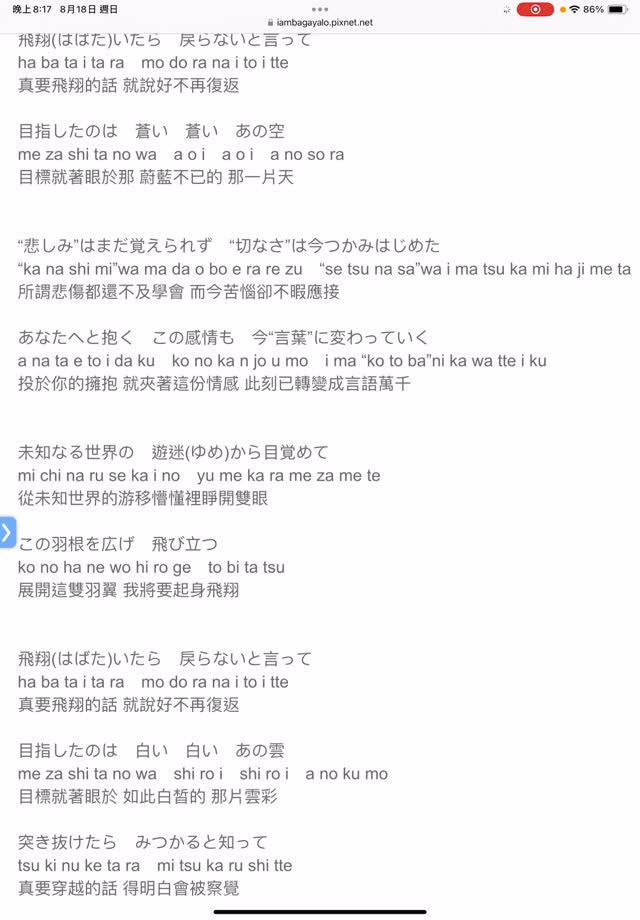 晚上8:17 8月18日 週日
86%
iambagayalo.pixnet.net
飛翔(はばた)いたら 戻らないと言って
ha ba ta i ta ra mo do ra na i to i tte
真要飛翔的話 就說好不再復返
目指したのは 蒼い 蒼い あの空
me za shi ta no wa a o i a o i a no so ra
目標就著眼於那 蔚藍不已的 那一片天
“悲しみ”はまだ覚えられず “切なさ”は今つかみはじめた
“ka na shi mi”wa ma da o bo e ra re zu “se tsu na sa”wa i ma tsu ka mi ha ji me ta
所謂悲傷都還不及學會 而今苦惱卻不暇應接
あなたへと抱く この感情も 今“言葉”に変わっていく
a na ta e to i da ku ko no ka n jo u mo i ma “ko to ba”ni ka wa tte i ku
投於你的擁抱 就夾著這份情感 此刻已轉變成言語萬千
未知なる世界の 遊迷(ゆめ)から目覚めて
mi chi na ru se ka i no yu me ka ra me za me te
從未知世界的游移懵懂裡睜開雙眼
この羽根を広げ 飛び立つ
ko no ha ne wo hi ro ge to bi ta tsu
展開這雙羽翼 我將要起身飛翔
飛翔(はばた)いたら 戻らないと言って
ha ba ta i ta ra mo do ra na i to i tte
真要飛翔的話 就說好不再復返
目指したのは 白い 白い あの雲
me za shi ta no wa shi ro i shi ro i a no ku mo
目標就著眼於 如此白皙的 那片雲彩
突き抜けたら みつかると知って
tsu ki nu ke ta ra mi tsu ka ru shi tte
真要穿越的話 得明白會被察覺